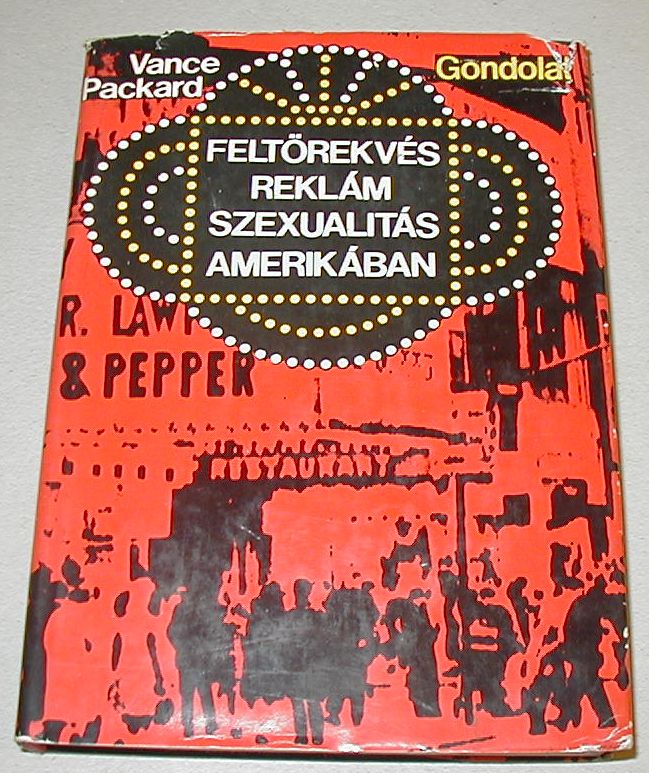 Vance
Packard
Gondolat
FELTÖREKVÉS
REKLÁM
SZEXUALITÁS
AMERIKÁBAN
R. LAW
& PEPPER
RESTAURANT